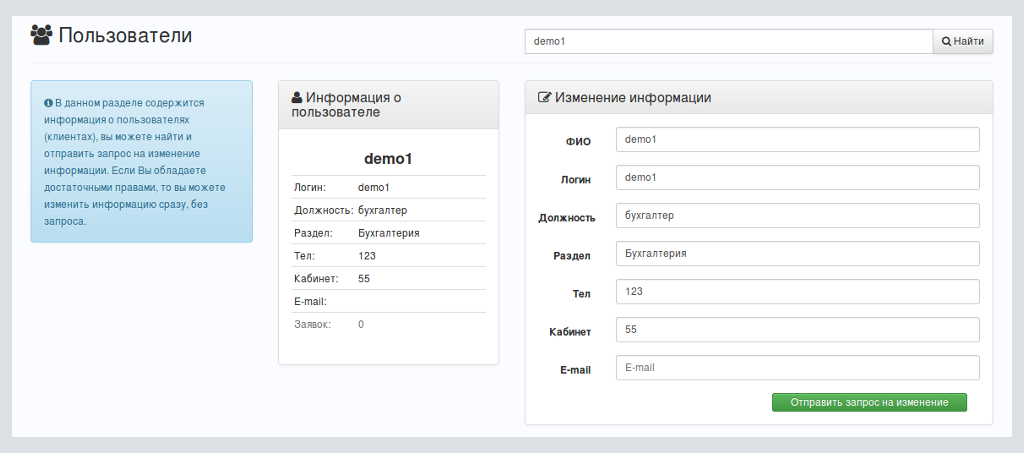 Пользователи
demo1
Найти
В данном разделе содержится
информация о пользователях
(клиентах), вы можете найти и
отправить запрос на изменение
информации. Если Вы обладаете
достаточными правами, то вы можете
изменить информацию сразу, без
запроса.
Информация о
пользователе
demo1
Логин: demo1
Должность: бухгалтер
Раздел: Бухгалтерия
Тел: 123
Кабинет: 55
E-mail:
Заявок: 0
Изменение информации
ФИО demo1
Логин demo1
Должность бухгалтер
Раздел Бухгалтерия
Тел 123
Кабинет 55
E-mail E-mail
Отправить запрос на изменение